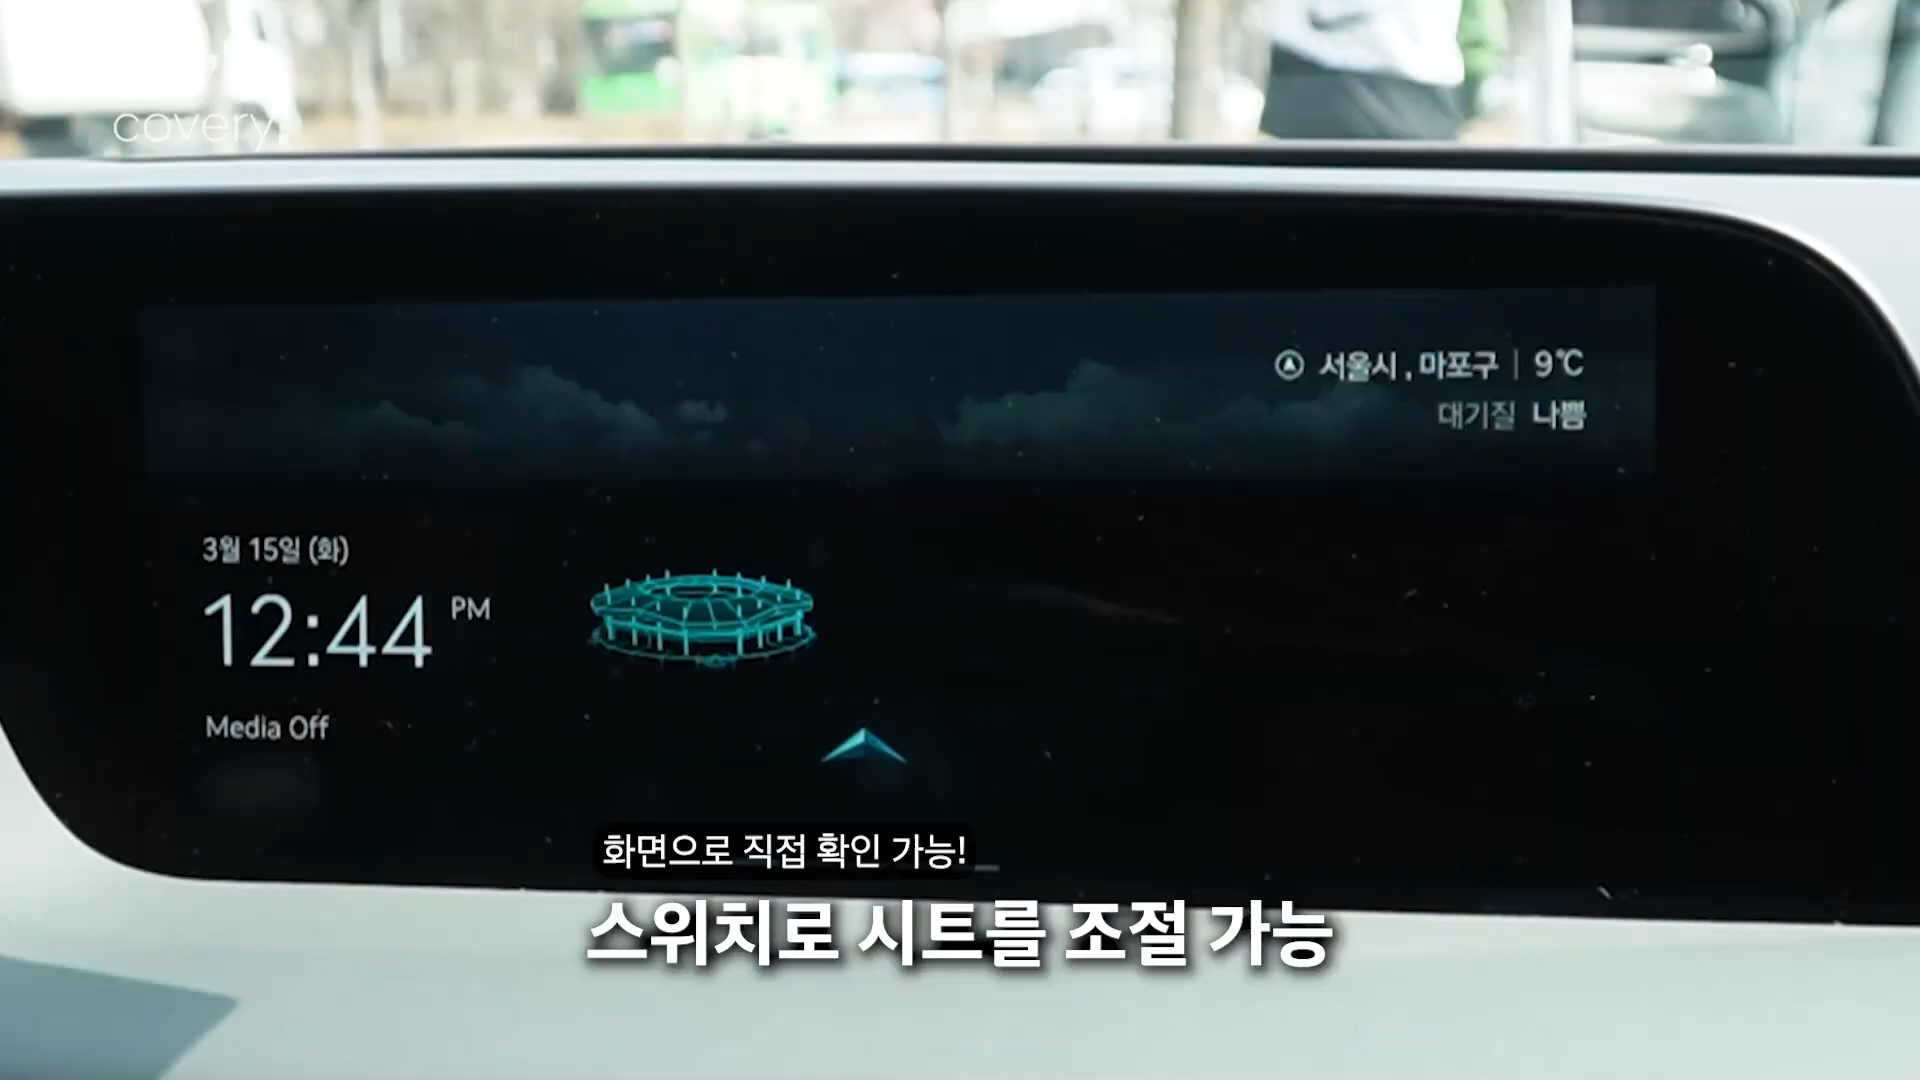 covery.
서울시, 마포구 | 9℃
대기질 나쁨
3월 15일 (화)
12:44 PM
Media Off
화면으로 직접 확인 가능!
스위치로 시트를 조절 가능